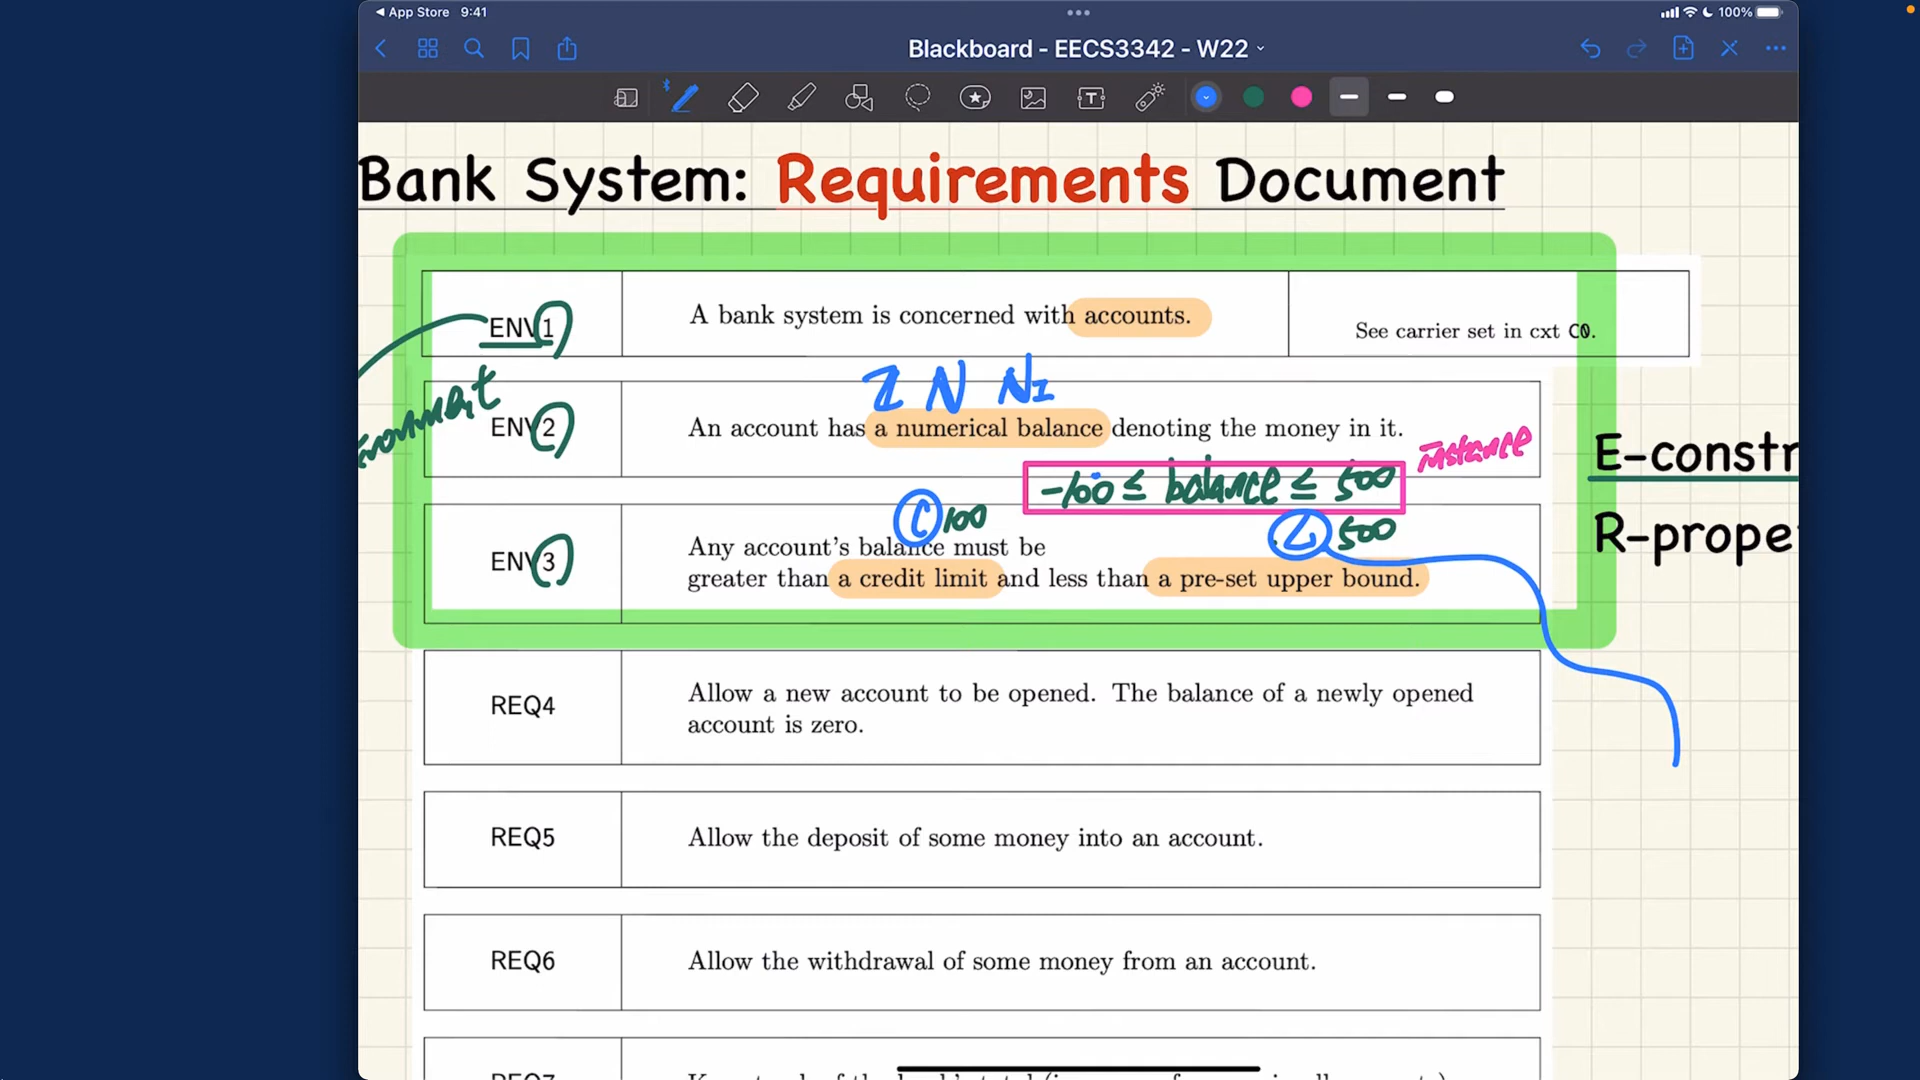 App Store 9:41
100%
Blackboard - EECS3342 - W22
Bank System: Requirements Document
ENV1
A bank system is concerned with accounts.
See carrier set in cxt C0.
Z N N1
ENV2
An account has a numerical balance denoting the money in it.
instance
E-constr
-100 ≤ balance ≤ 500
C 100
L 500
R-prope
ENV3
Any account's balance must be
greater than a credit limit and less than a pre-set upper bound.
REQ4
Allow a new account to be opened. The balance of a newly opened
account is zero.
REQ5
Allow the deposit of some money into an account.
REQ6
Allow the withdrawal of some money from an account.